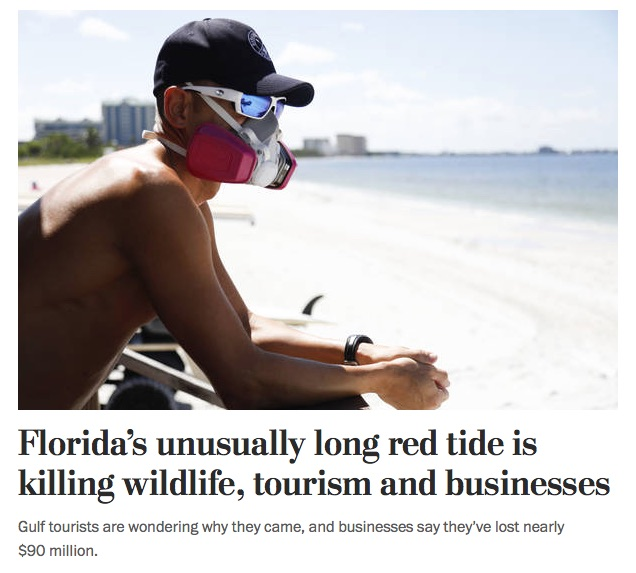 Florida’s unusually long red tide is
killing wildlife, tourism and businesses
Gulf tourists are wondering why they came, and businesses say they've lost nearly
$90 million.